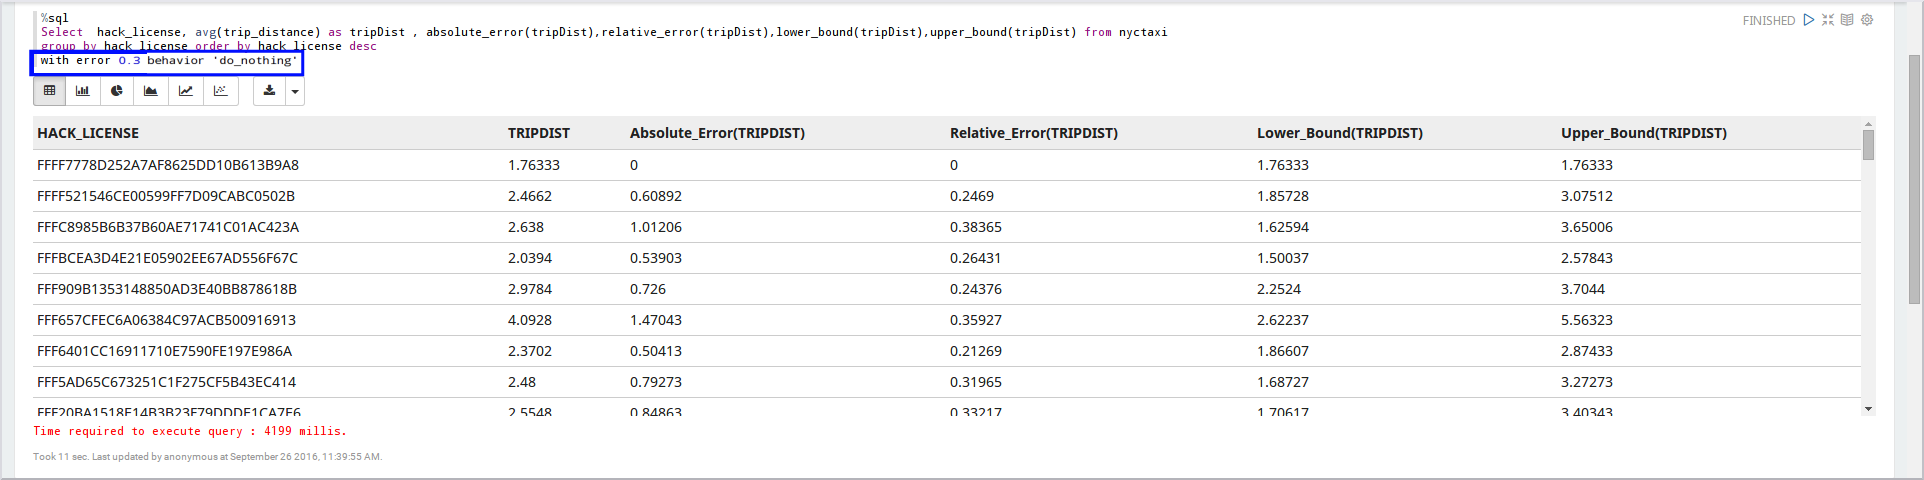 %sql
FINISHED
Select hack_license, avg(trip_distance) as tripDist , absolute_error(tripDist),relative_error(tripDist),lower_bound(tripDist),upper_bound(tripDist) from nyctaxi
group by hack_license order by hack_license desc
with error 0.3 behavior 'do_nothing'
HACK_LICENSE TRIPDIST Absolute_Error(TRIPDIST) Relative_Error(TRIPDIST) Lower_Bound(TRIPDIST) Upper_Bound(TRIPDIST)
FFFF7778D252A7AF8625DD10B613B9A8 1.76333 0 0 1.76333 1.76333
FFFF521546CE00599FF7D09CABC0502B 2.4662 0.60892 0.2469 1.85728 3.07512
FFFC8985B6B37B60AE71741C01AC423A 2.638 1.01206 0.38365 1.62594 3.65006
FFFBCEA3D4E21E05902EE67AD556F67C 2.0394 0.53903 0.26431 1.50037 2.57843
FFF909B1353148850AD3E40BB878618B 2.9784 0.726 0.24376 2.2524 3.7044
FFF657CFEC6A06384C97ACB500916913 4.0928 1.47043 0.35927 2.62237 5.56323
FFF6401CC16911710E7590FE197E986A 2.3702 0.50413 0.21269 1.86607 2.87433
FFF5AD65C673251C1F275CF5B43EC414 2.48 0.79273 0.31965 1.68727 3.27273
2.5548 0.84863 0.33217 1.70617 3.40343
Time required to execute query : 4199 millis.
Took 11 sec. Last updated by anonymous at September 26 2016, 11:39:55 AM.